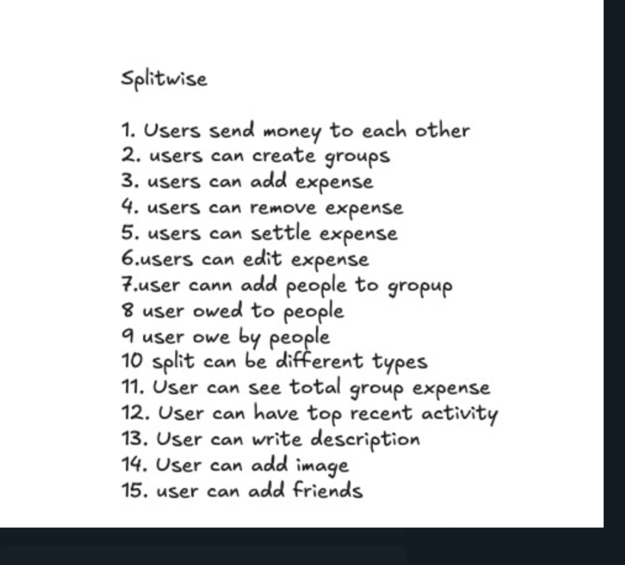 Splitwise
1. Users send money to each other
2. users can create groups
3. users can add expense
4. users can remove expense
5. users can settle expense
6.users can edit expense
7.user cann add people to gropup
8 user owed to people
9 user owe by people
10 split can be different types
11. User can see total group expense
12. User can have top recent activity
13. User can write description
14. User can add image
15. user can add friends